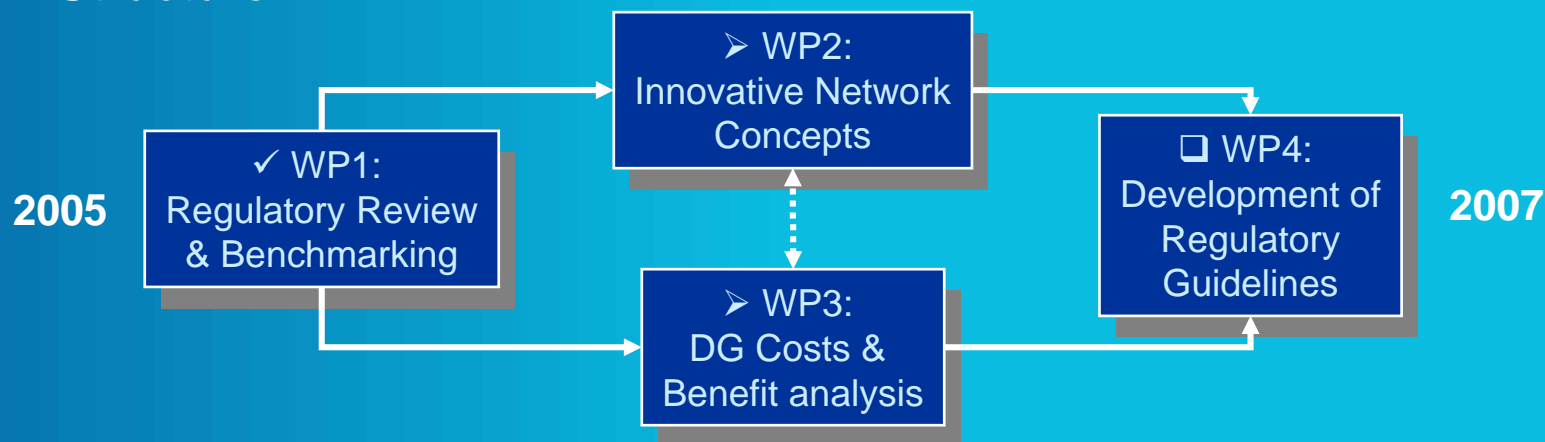 2005
✓ WP1:
Regulatory Review
& Benchmarking
➢ WP2:
Innovative Network
Concepts
➢ WP3:
DG Costs &
Benefit analysis
❑ WP4:
Development of
Regulatory
Guidelines
2007